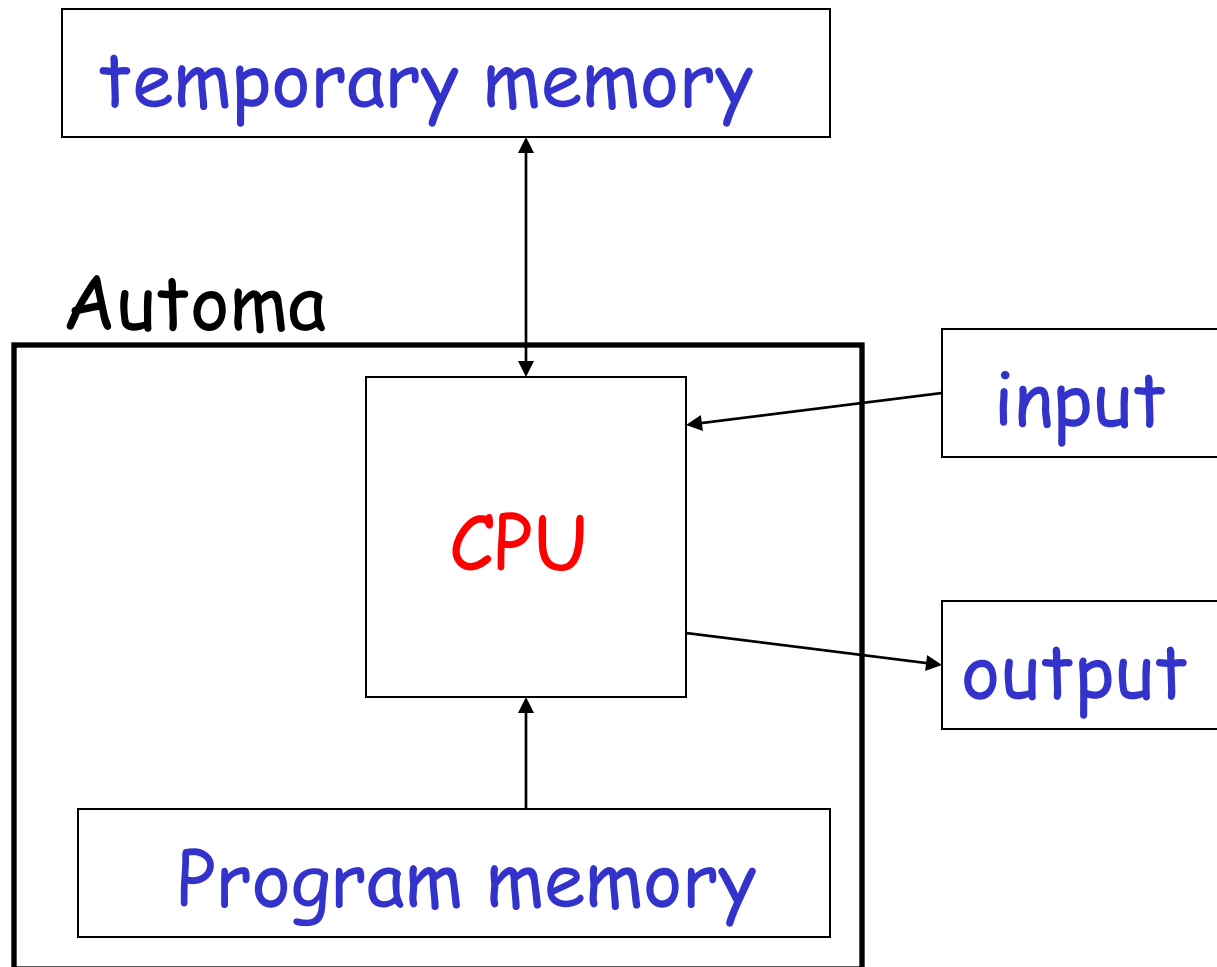 temporary memory
Automa
input
CPU
output
Program memory